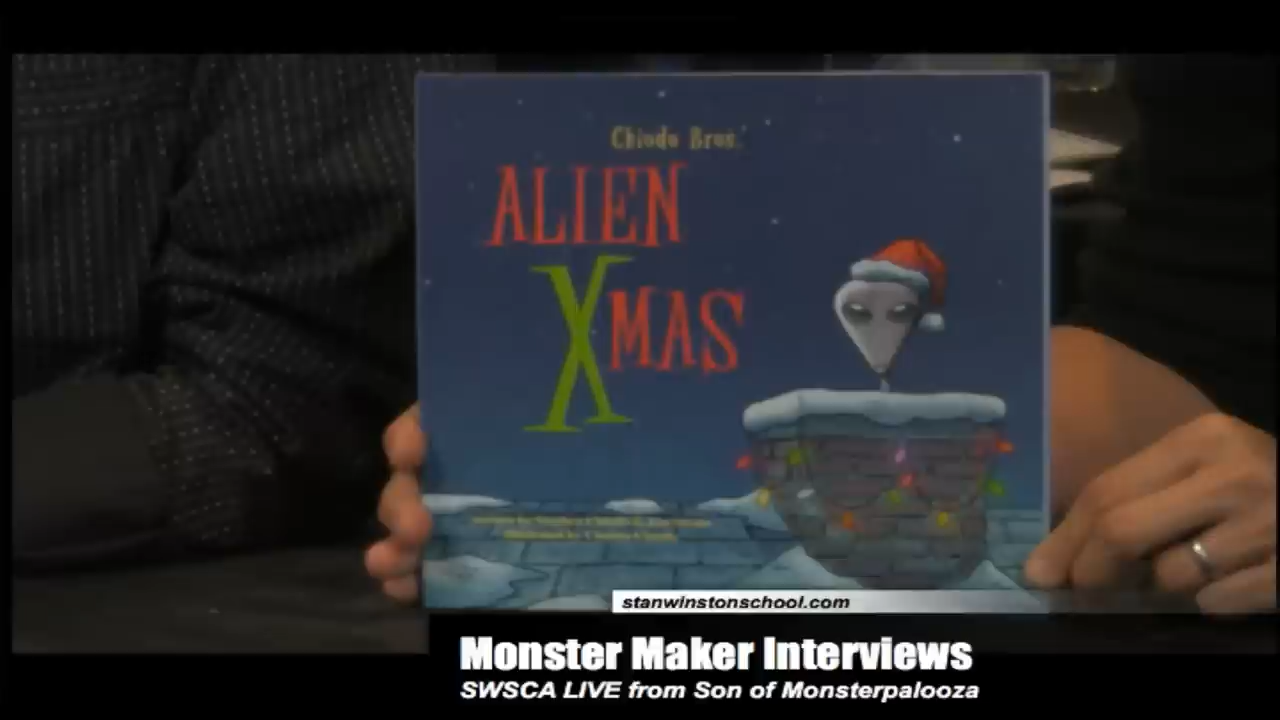 Chiodo Bros.'
ALIEN
XMAS
stanwinstonschool.com
Monster Maker Interviews
SWSCA LIVE from Son of Monsterpalooza